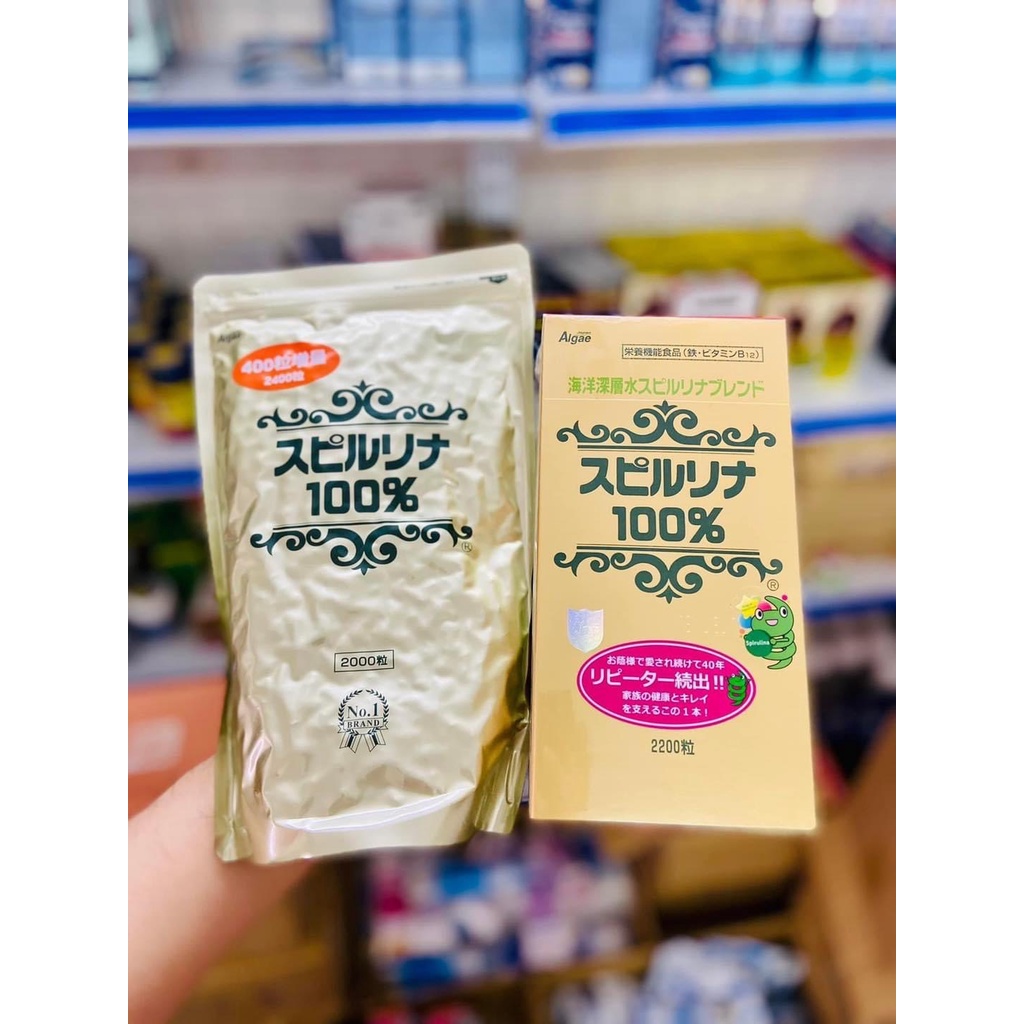 Algae
400粒増量
2400粒
スピルリナ
100%
®
2000粒
No.1
BRAND
Algae
栄養機能食品(鉄・ビタミンB12)
海洋深層水スピルリナブレンド
スピルリナ
100%
®
Spirulina
お蔭様で愛され続けて40年
リピーター続出!!
家族の健康とキレイ
を支えるこの1本!
2200粒